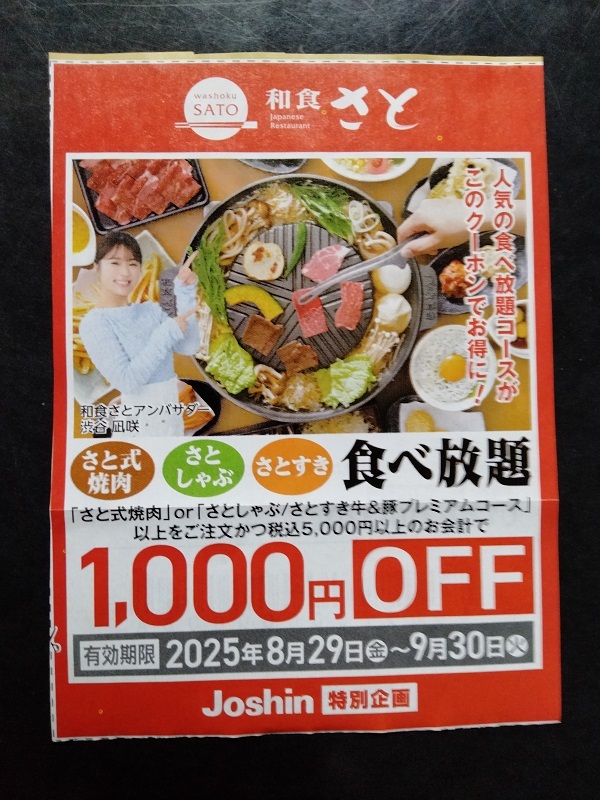 washoku
SATO
和食さと
Japanese
Restaurant
人気の食べ放題コースが
このクーポンでお得に!
和食さとアンバサダー
渋谷 凪咲
さと式
焼肉
さと
しゃぶ
さとすき
食べ放題
「さと式焼肉」or「さとしゃぶ/さとすき牛&豚プレミアムコース」
以上をご注文かつ税込5,000円以上のお会計で
1,000円OFF
有効期限 2025年8月29日金〜9月30日火
Joshin 特別企画